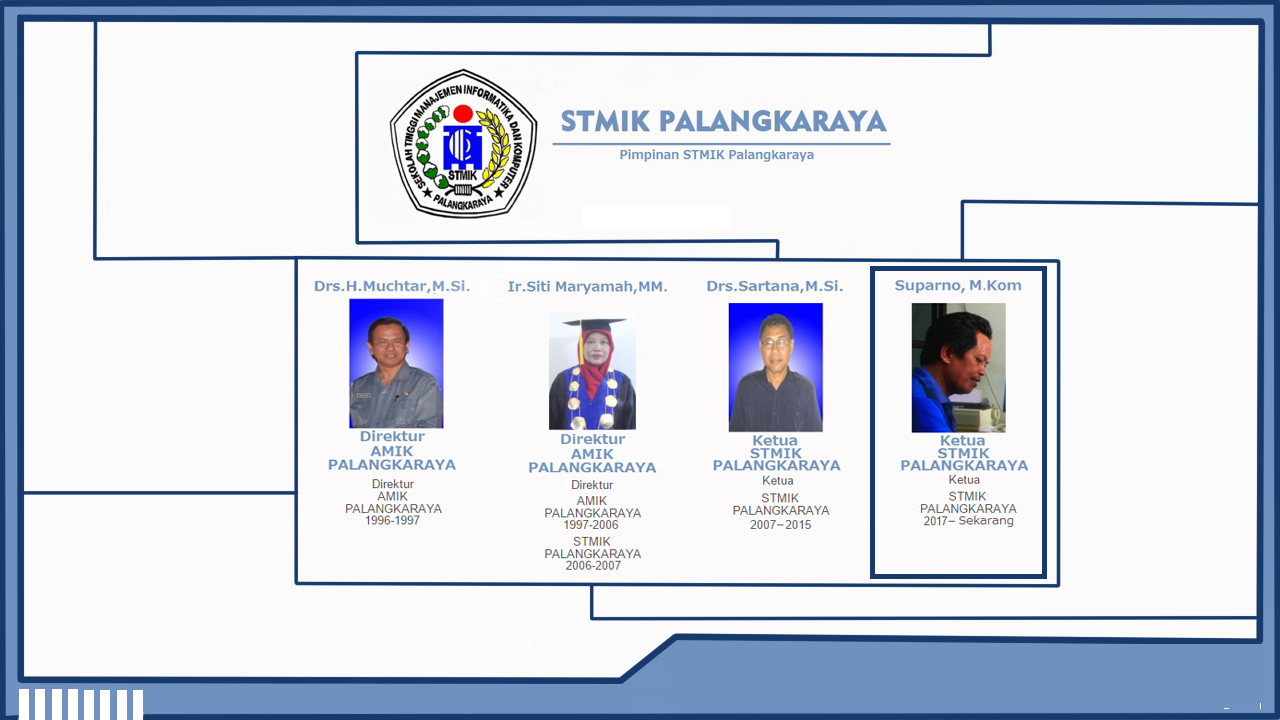 SEKOLAH TINGGI MANAJEMEN INFORMATIKA DAN KOMPUTER
STMIK
PALANGKARAYA
STMIK PALANGKARAYA
Pimpinan STMIK Palangkaraya
Drs.H.Muchtar,M.Si.
Direktur
AMIK
PALANGKARAYA
Direktur
AMIK
PALANGKARAYA
1996-1997
Ir.Siti Maryamah,MM.
Direktur
AMIK
PALANGKARAYA
Direktur
AMIK
PALANGKARAYA
1997-2006
STMIK
PALANGKARAYA
2006-2007
Drs.Sartana,M.Si.
Ketua
STMIK
PALANGKARAYA
Ketua
STMIK
PALANGKARAYA
2007–2015
Suparno, M.Kom
Ketua
STMIK
PALANGKARAYA
Ketua
STMIK
PALANGKARAYA
2017– Sekarang